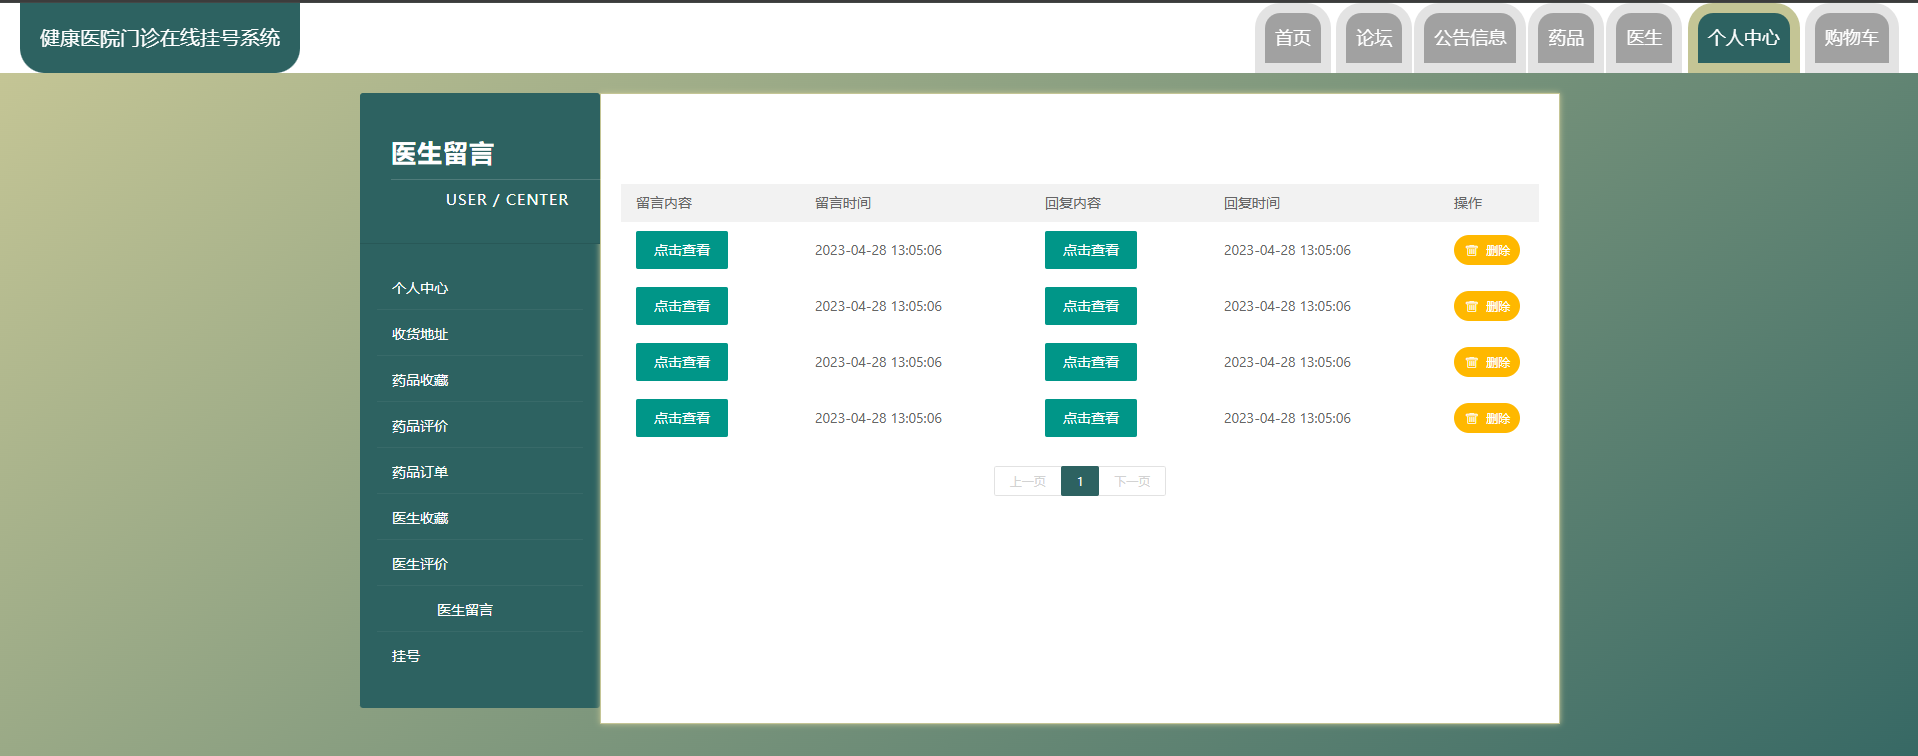 健康医院门诊在线挂号系统
首页 论坛 公告信息 药品 医生 个人中心 购物车
医生留言
USER / CENTER
个人中心
收货地址
药品收藏
药品评价
药品订单
医生收藏
医生评价
医生留言
挂号
留言内容 留言时间 回复内容 回复时间 操作
点击查看 2023-04-28 13:05:06 点击查看 2023-04-28 13:05:06 删除
点击查看 2023-04-28 13:05:06 点击查看 2023-04-28 13:05:06 删除
点击查看 2023-04-28 13:05:06 点击查看 2023-04-28 13:05:06 删除
点击查看 2023-04-28 13:05:06 点击查看 2023-04-28 13:05:06 删除
上一页 1 下一页